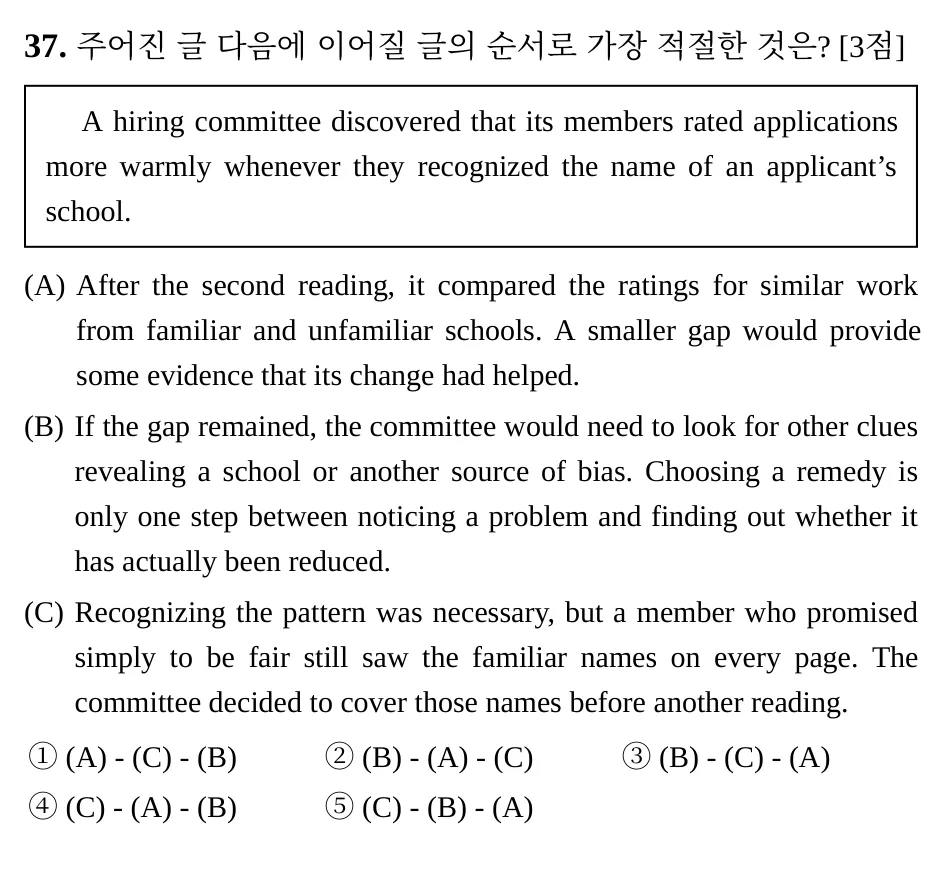 37. 주어진 글 다음에 이어질 글의 순서로 가장 적절한 것은? [3점]
A hiring committee discovered that its members rated applications
more warmly whenever they recognized the name of an applicant’s
school.
(A) After the second reading, it compared the ratings for similar work
from familiar and unfamiliar schools. A smaller gap would provide
some evidence that its change had helped.
(B) If the gap remained, the committee would need to look for other clues
revealing a school or another source of bias. Choosing a remedy is
only one step between noticing a problem and finding out whether it
has actually been reduced.
(C) Recognizing the pattern was necessary, but a member who promised
simply to be fair still saw the familiar names on every page. The
committee decided to cover those names before another reading.
① (A) - (C) - (B) ② (B) - (A) - (C) ③ (B) - (C) - (A)
④ (C) - (A) - (B) ⑤ (C) - (B) - (A)